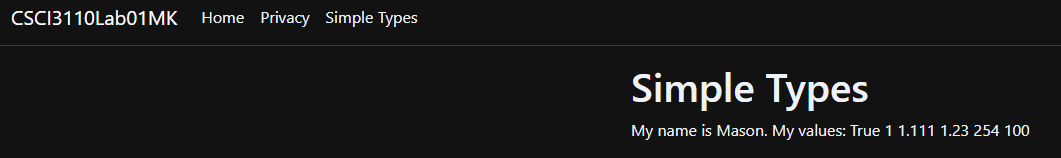 CSCI3110Lab01MK Home Privacy Simple Types
Simple Types
My name is Mason. My values: True 1 1.111 1.23 254 100